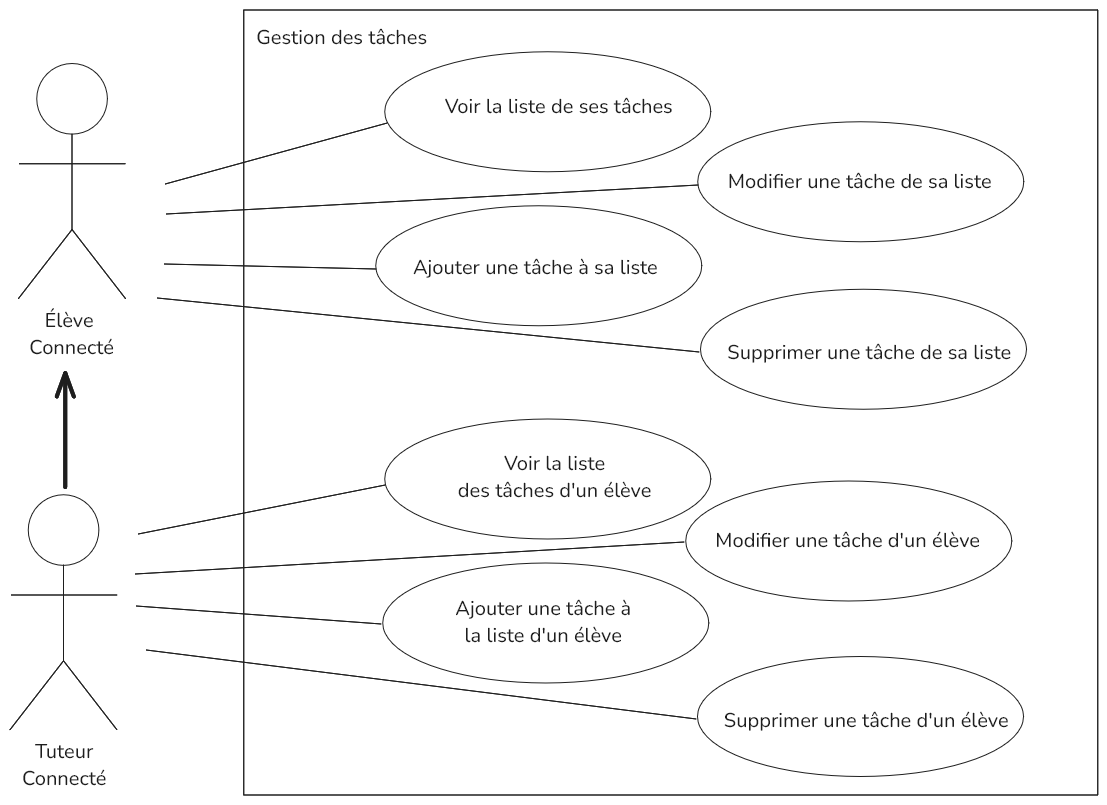 Gestion des tâches
Voir la liste de ses tâches
Modifier une tâche de sa liste
Ajouter une tâche à sa liste
Supprimer une tâche de sa liste
Élève
Connecté
Voir la liste
des tâches d'un élève
Modifier une tâche d'un élève
Ajouter une tâche à
la liste d'un élève
Supprimer une tâche d'un élève
Tuteur
Connecté